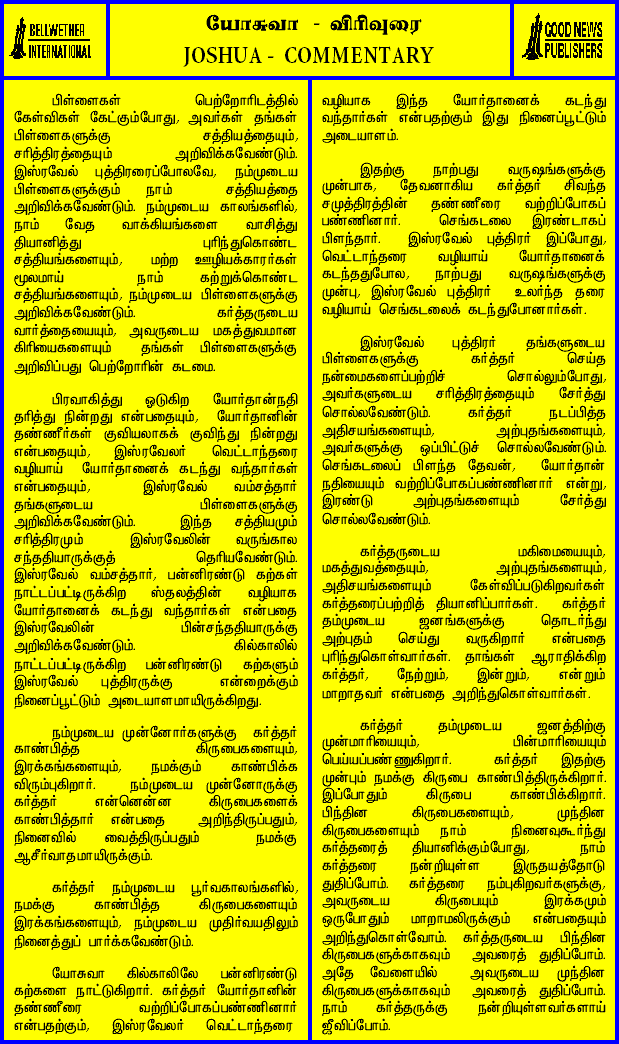 BELLWETHER
INTERNATIONAL
யோசுவா - விரிவுரை
JOSHUA - COMMENTARY
GOOD NEWS
PUBLISHERS
பிள்ளைகள் பெற்றோரிடத்தில்
கேள்விகள் கேட்கும்போது, அவர்கள் தங்கள்
பிள்ளைகளுக்கு சத்தியத்தையும்,
சரித்திரத்தையும் அறிவிக்கவேண்டும்.
இஸ்ரவேல் புத்திரரைப்போலவே, நம்முடைய
பிள்ளைகளுக்கும் நாம் சத்தியத்தை
அறிவிக்கவேண்டும். நம்முடைய காலங்களில்,
நாம் வேத வாக்கியங்களை வாசித்து
தியானித்து புரிந்துகொண்ட
சத்தியங்களையும், மற்ற ஊழியக்காரர்கள்
மூலமாய் நாம் கற்றுக்கொண்ட
சத்தியங்களையும், நம்முடைய பிள்ளைகளுக்கு
அறிவிக்கவேண்டும். கர்த்தருடைய
வார்த்தையையும், அவருடைய மகத்துவமான
கிரியைகளையும் தங்கள் பிள்ளைகளுக்கு
அறிவிப்பது பெற்றோரின் கடமை.
பிரவாகித்து ஓடுகிற யோர்தான்நதி
தரித்து நின்றது என்பதையும், யோர்தானின்
தண்ணீர்கள் குவியலாகக் குவிந்து நின்றது
என்பதையும், இஸ்ரவேலர் வெட்டாந்தரை
வழியாய் யோர்தானைக் கடந்து வந்தார்கள்
என்பதையும், இஸ்ரவேல் வம்சத்தார்
தங்களுடைய பிள்ளைகளுக்கு
அறிவிக்கவேண்டும். இந்த சத்தியமும்
சரித்திரமும் இஸ்ரவேலின் வருங்கால
சந்ததியாருக்குத் தெரியவேண்டும்.
இஸ்ரவேல் வம்சத்தார், பன்னிரண்டு கற்கள்
நாட்டப்பட்டிருக்கிற ஸ்தலத்தின் வழியாக
யோர்தானைக் கடந்து வந்தார்கள் என்பதை
இஸ்ரவேலின் பின்சந்ததியாருக்கு
அறிவிக்கவேண்டும். கில்காலில்
நாட்டப்பட்டிருக்கிற பன்னிரண்டு கற்களும்
இஸ்ரவேல் புத்திரருக்கு என்றைக்கும்
நினைப்பூட்டும் அடையாளமாயிருக்கிறது.
நம்முடைய முன்னோர்களுக்கு கர்த்தர்
காண்பித்த கிருபைகளையும்,
இரக்கங்களையும், நமக்கும் காண்பிக்க
விரும்புகிறார். நம்முடைய முன்னோருக்கு
கர்த்தர் என்னென்ன கிருபைகளைக்
காண்பித்தார் என்பதை அறிந்திருப்பதும்,
நினைவில் வைத்திருப்பதும் நமக்கு
ஆசீர்வாதமாயிருக்கும்.
கர்த்தர் நம்முடைய பூர்வகாலங்களில்,
நமக்கு காண்பித்த கிருபைகளையும்
இரக்கங்களையும், நம்முடைய முதிர்வயதிலும்
நினைத்துப் பார்க்கவேண்டும்.
யோசுவா கில்காலிலே பன்னிரண்டு
கற்களை நாட்டுகிறார். கர்த்தர் யோர்தானின்
தண்ணீரை வற்றிப்போகப்பண்ணினார்
என்பதற்கும், இஸ்ரவேலர் வெட்டாந்தரை
வழியாக இந்த யோர்தானைக் கடந்து
வந்தார்கள் என்பதற்கும் இது நினைப்பூட்டும்
அடையாளம்.
இதற்கு நாற்பது வருஷங்களுக்கு
முன்பாக, தேவனாகிய கர்த்தர் சிவந்த
சமுத்திரத்தின் தண்ணீரை வற்றிப்போகப்
பண்ணினார். செங்கடலை இரண்டாகப்
பிளந்தார். இஸ்ரவேல் புத்திரர் இப்போது,
வெட்டாந்தரை வழியாய் யோர்தானைக்
கடந்ததுபோல, நாற்பது வருஷங்களுக்கு
முன்பு, இஸ்ரவேல் புத்திரர் உலர்ந்த தரை
வழியாய் செங்கடலைக் கடந்துபோனார்கள்.
இஸ்ரவேல் புத்திரர் தங்களுடைய
பிள்ளைகளுக்கு கர்த்தர் செய்த
நன்மைகளைப்பற்றிச் சொல்லும்போது,
அவர்களுடைய சரித்திரத்தையும் சேர்த்து
சொல்லவேண்டும். கர்த்தர் நடப்பித்த
அதிசயங்களையும், அற்புதங்களையும்,
அவர்களுக்கு ஒப்பிட்டுச் சொல்லவேண்டும்.
செங்கடலைப் பிளந்த தேவன், யோர்தான்
நதியையும் வற்றிப்போகப்பண்ணினார் என்று,
இரண்டு அற்புதங்களையும் சேர்த்து
சொல்லவேண்டும்.
கர்த்தருடைய மகிமையையும்,
மகத்துவத்தையும், அற்புதங்களையும்,
அதிசயங்களையும் கேள்விப்படுகிறவர்கள்
கர்த்தரைப்பற்றித் தியானிப்பார்கள். கர்த்தர்
தம்முடைய ஜனங்களுக்கு தொடர்ந்து
அற்புதம் செய்து வருகிறார் என்பதை
புரிந்துகொள்வார்கள். தாங்கள் ஆராதிக்கிற
கர்த்தர், நேற்றும், இன்றும், என்றும்
மாறாதவர் என்பதை அறிந்துகொள்வார்கள்.
கர்த்தர் தம்முடைய ஜனத்திற்கு
முன்மாரியையும், பின்மாரியையும்
பெய்யப்பண்ணுகிறார். கர்த்தர் இதற்கு
முன்பும் நமக்கு கிருபை காண்பித்திருக்கிறார்.
இப்போதும் கிருபை காண்பிக்கிறார்.
பிந்தின கிருபைகளையும், முந்தின
கிருபைகளையும் நாம் நினைவுகூர்ந்து
கர்த்தரைத் தியானிக்கும்போது, நாம்
கர்த்தரை நன்றியுள்ள இருதயத்தோடு
துதிப்போம். கர்த்தரை நம்புகிறவர்களுக்கு,
அவருடைய கிருபையும் இரக்கமும்
ஒருபோதும் மாறாமலிருக்கும் என்பதையும்
அறிந்துகொள்வோம். கர்த்தருடைய பிந்தின
கிருபைகளுக்காகவும் அவரைத் துதிப்போம்.
அதே வேளையில் அவருடைய முந்தின
கிருபைகளுக்காகவும் அவரைத் துதிப்போம்.
நாம் கர்த்தருக்கு நன்றியுள்ளவர்களாய்
ஜீவிப்போம்.